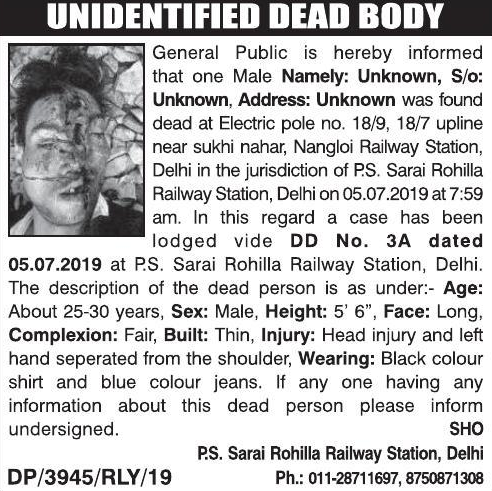 UNIDENTIFIED DEAD BODY
General Public is hereby informed
that one Male Namely: Unknown, S/o:
Unknown, Address: Unknown was found
dead at Electric pole no. 18/9, 18/7 upline
near sukhi nahar, Nangloi Railway Station,
Delhi in the jurisdiction of P.S. Sarai Rohilla
Railway Station, Delhi on 05.07.2019 at 7:59
am. In this regard a case has been
lodged vide DD No. 3A dated
05.07.2019 at P.S. Sarai Rohilla Railway Station, Delhi.
The description of the dead person is as under:- Age:
About 25-30 years, Sex: Male, Height: 5' 6", Face: Long,
Complexion: Fair, Built: Thin, Injury: Head injury and left
hand seperated from the shoulder, Wearing: Black colour
shirt and blue colour jeans. If any one having any
information about this dead person please inform
undersigned. SHO
P.S. Sarai Rohilla Railway Station, Delhi
DP/3945/RLY/19 Ph.: 011-28711697, 8750871308